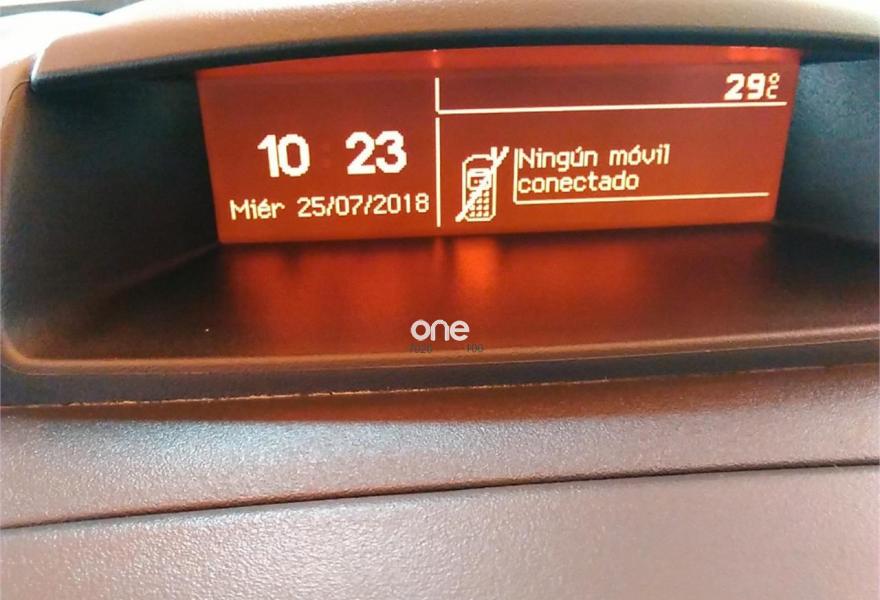 29°C
10 23
Miér 25/07/2018
Ningún móvil
conectado
one